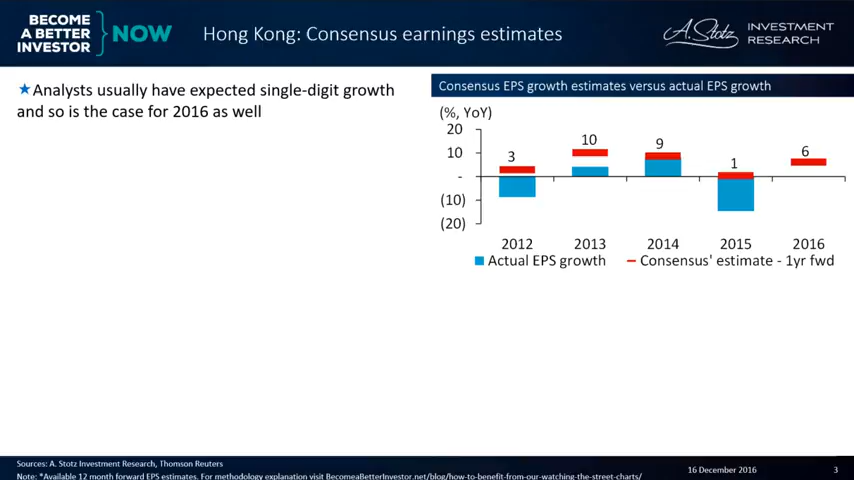 BECOME
A BETTER
INVESTOR
NOW
Hong Kong: Consensus earnings estimates
A. Stotz
INVESTMENT
RESEARCH
★Analysts usually have expected single-digit growth
and so is the case for 2016 as well
Consensus EPS growth estimates versus actual EPS growth
(%, YoY)
20
10
-
(10)
(20)
3
10
9
1
6
2012 2013 2014 2015 2016
Actual EPS growth Consensus' estimate - 1yr fwd
Sources: A. Stotz Investment Research, Thomson Reuters
Note: *Available 12 month forward EPS estimates. For methodology explanation visit BecomeaBetterInvestor.net/blog/how-to-benefit-from-our-watching-the-street-charts/
16 December 2016
3